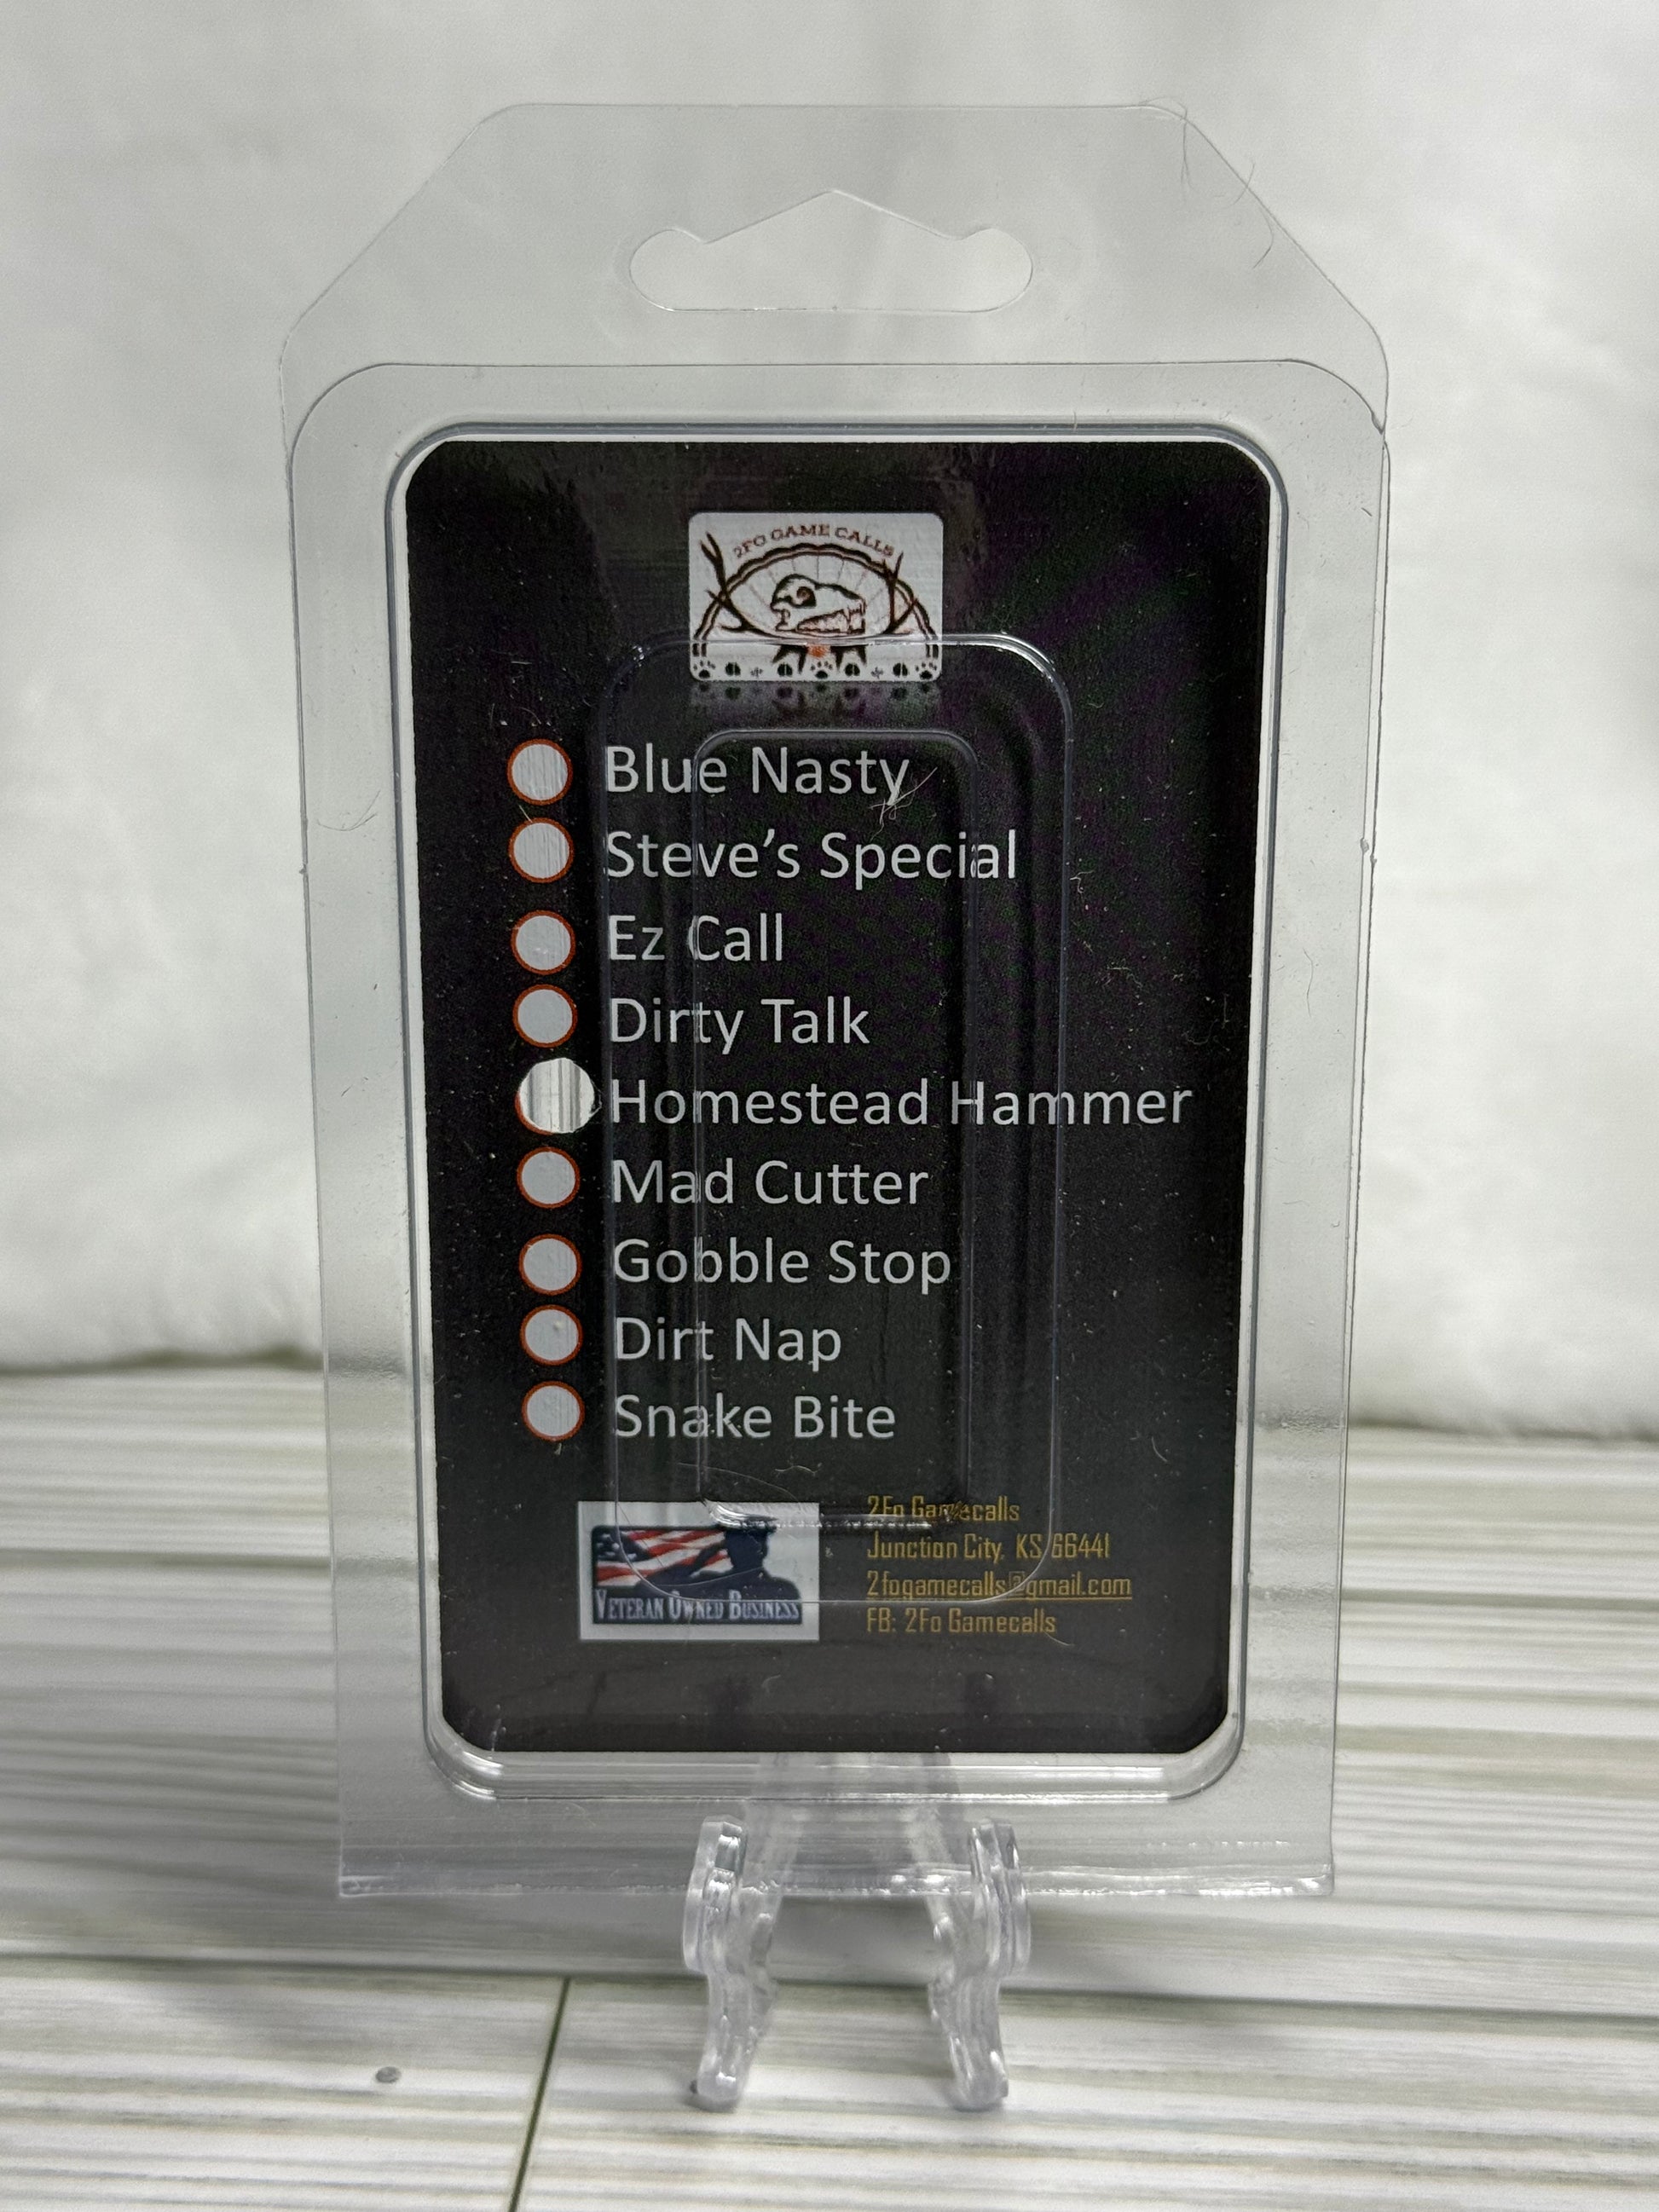 2FO GAME CALLS
Blue Nasty
Steve's Special
Ez Call
Dirty Talk
Homestead Hammer
Mad Cutter
Gobble Stop
Dirt Nap
Snake Bite
VETERAN OWNED BUSINESS
2Fo Gamecalls
Junction City, KS 66441
2fogamecalls@gmail.com
FB: 2Fo Gamecalls